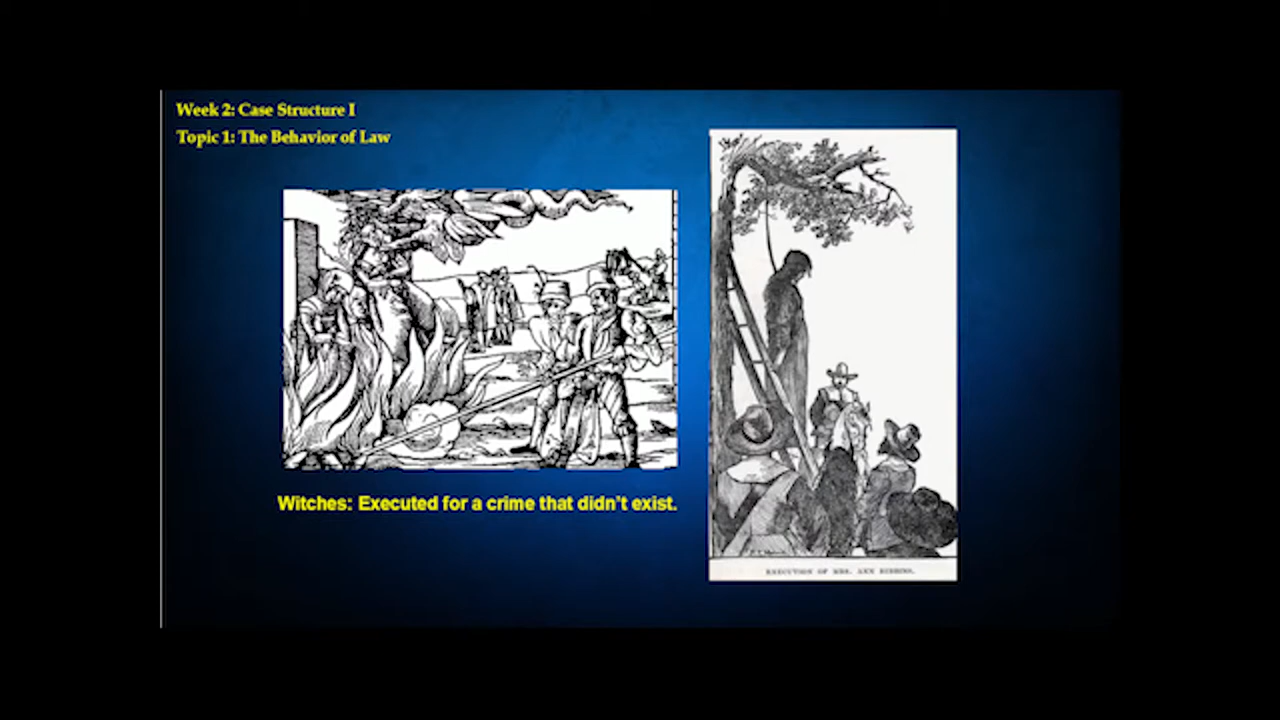 Week 2: Case Structure I
Topic 1: The Behavior of Law
Witches: Executed for a crime that didn't exist.
EXECUTION OF MRS. ANN HIBBINS.